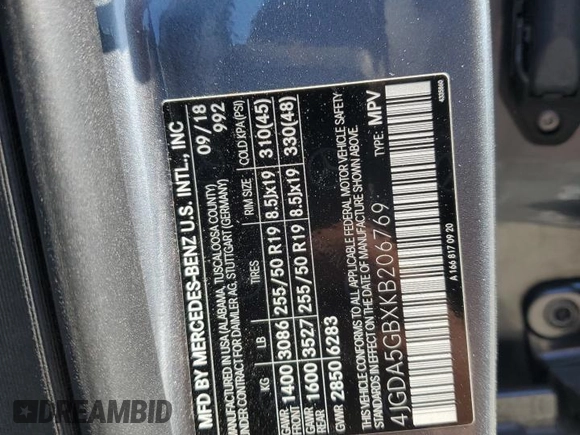 MFD BY MERCEDES-BENZ U.S. INTL., INC
MANUFACTURED IN USA (ALABAMA, TUSCALOOSA COUNTY)
UNDER CONTRACT FOR DAIMLER AG, STUTTGART (GERMANY)
09/18
992
KG LB TIRES RIM SIZE COLD KPA(PSI)
GAWR FRONT 1400 3086 255/50 R19 8.5Jx19 310(45)
GAWR REAR 1600 3527 255/50 R19 8.5Jx19 330(48)
GVWR 2850 6283
THIS VEHICLE CONFORMS TO ALL APPLICABLE FEDERAL MOTOR VEHICLE SAFETY
STANDARDS IN EFFECT ON THE DATE OF MANUFACTURE SHOWN ABOVE.
TYPE: MPV
4JGDA5GBXKB206769
A 166 817 09 20
DREAMBID